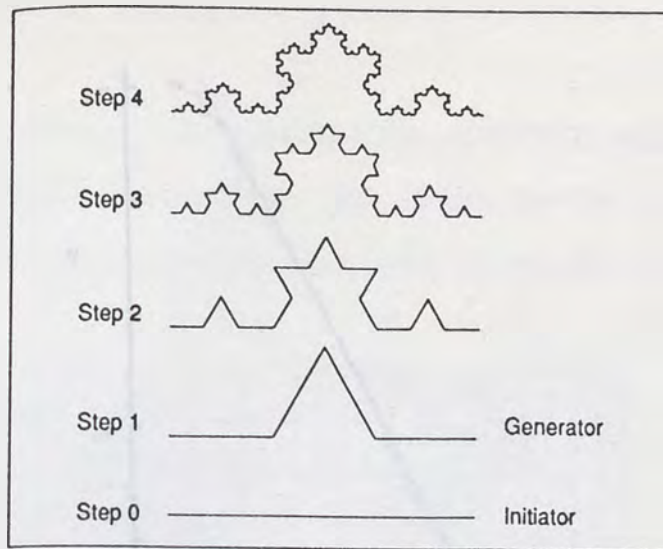 Step 4
Step 3
Step 2
Step 1 Generator
Step 0 Initiator